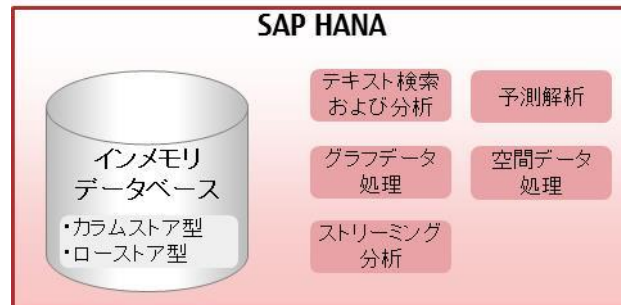 SAP HANA
インメモリ
データベース
・カラムストア型
・ローストア型
テキスト検索
および分析
予測解析
グラフデータ
処理
空間データ
処理
ストリーミング
分析